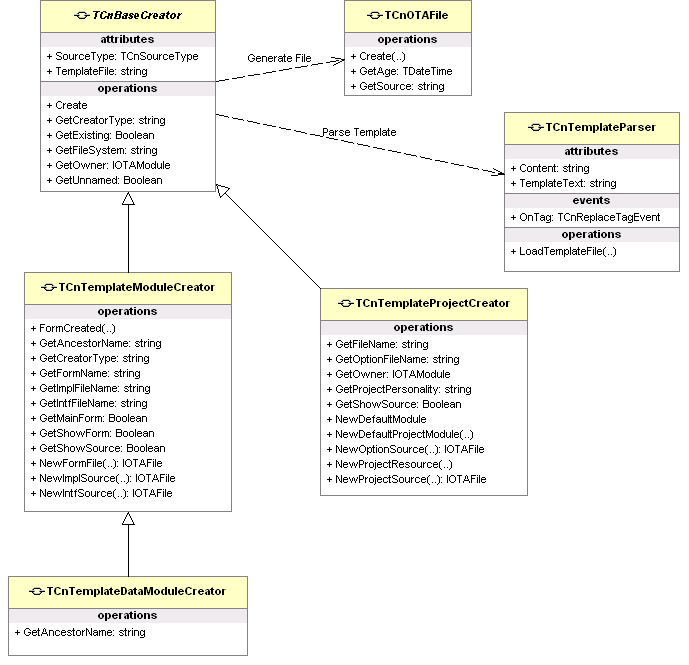 TCnBaseCreator
attributes
+ SourceType: TCnSourceType
+ TemplateFile: string
operations
+ Create
+ GetCreatorType: string
+ GetExisting: Boolean
+ GetFileSystem: string
+ GetOwner: IOTAModule
+ GetUnnamed: Boolean
Generate File
TCnOTAFile
operations
+ Create(..)
+ GetAge: TDateTime
+ GetSource: string
Parse Template
TCnTemplateParser
attributes
+ Content: string
+ TemplateText: string
events
+ OnTag: TCnReplaceTagEvent
operations
+ LoadTemplateFile(..)
TCnTemplateModuleCreator
operations
+ FormCreated(..)
+ GetAncestorName: string
+ GetCreatorType: string
+ GetFormName: string
+ GetImplFileName: string
+ GetIntfFileName: string
+ GetMainForm: Boolean
+ GetShowForm: Boolean
+ GetShowSource: Boolean
+ NewFormFile(..): IOTAFile
+ NewImplSource(..): IOTAFile
+ NewIntfSource(..): IOTAFile
TCnTemplateProjectCreator
operations
+ GetFileName: string
+ GetOptionFileName: string
+ GetOwner: IOTAModule
+ GetProjectPersonality: string
+ GetShowSource: Boolean
+ NewDefaultModule
+ NewDefaultProjectModule(..)
+ NewOptionSource(..): IOTAFile
+ NewProjectResource(..)
+ NewProjectSource(..): IOTAFile
TCnTemplateDataModuleCreator
operations
+ GetAncestorName: string